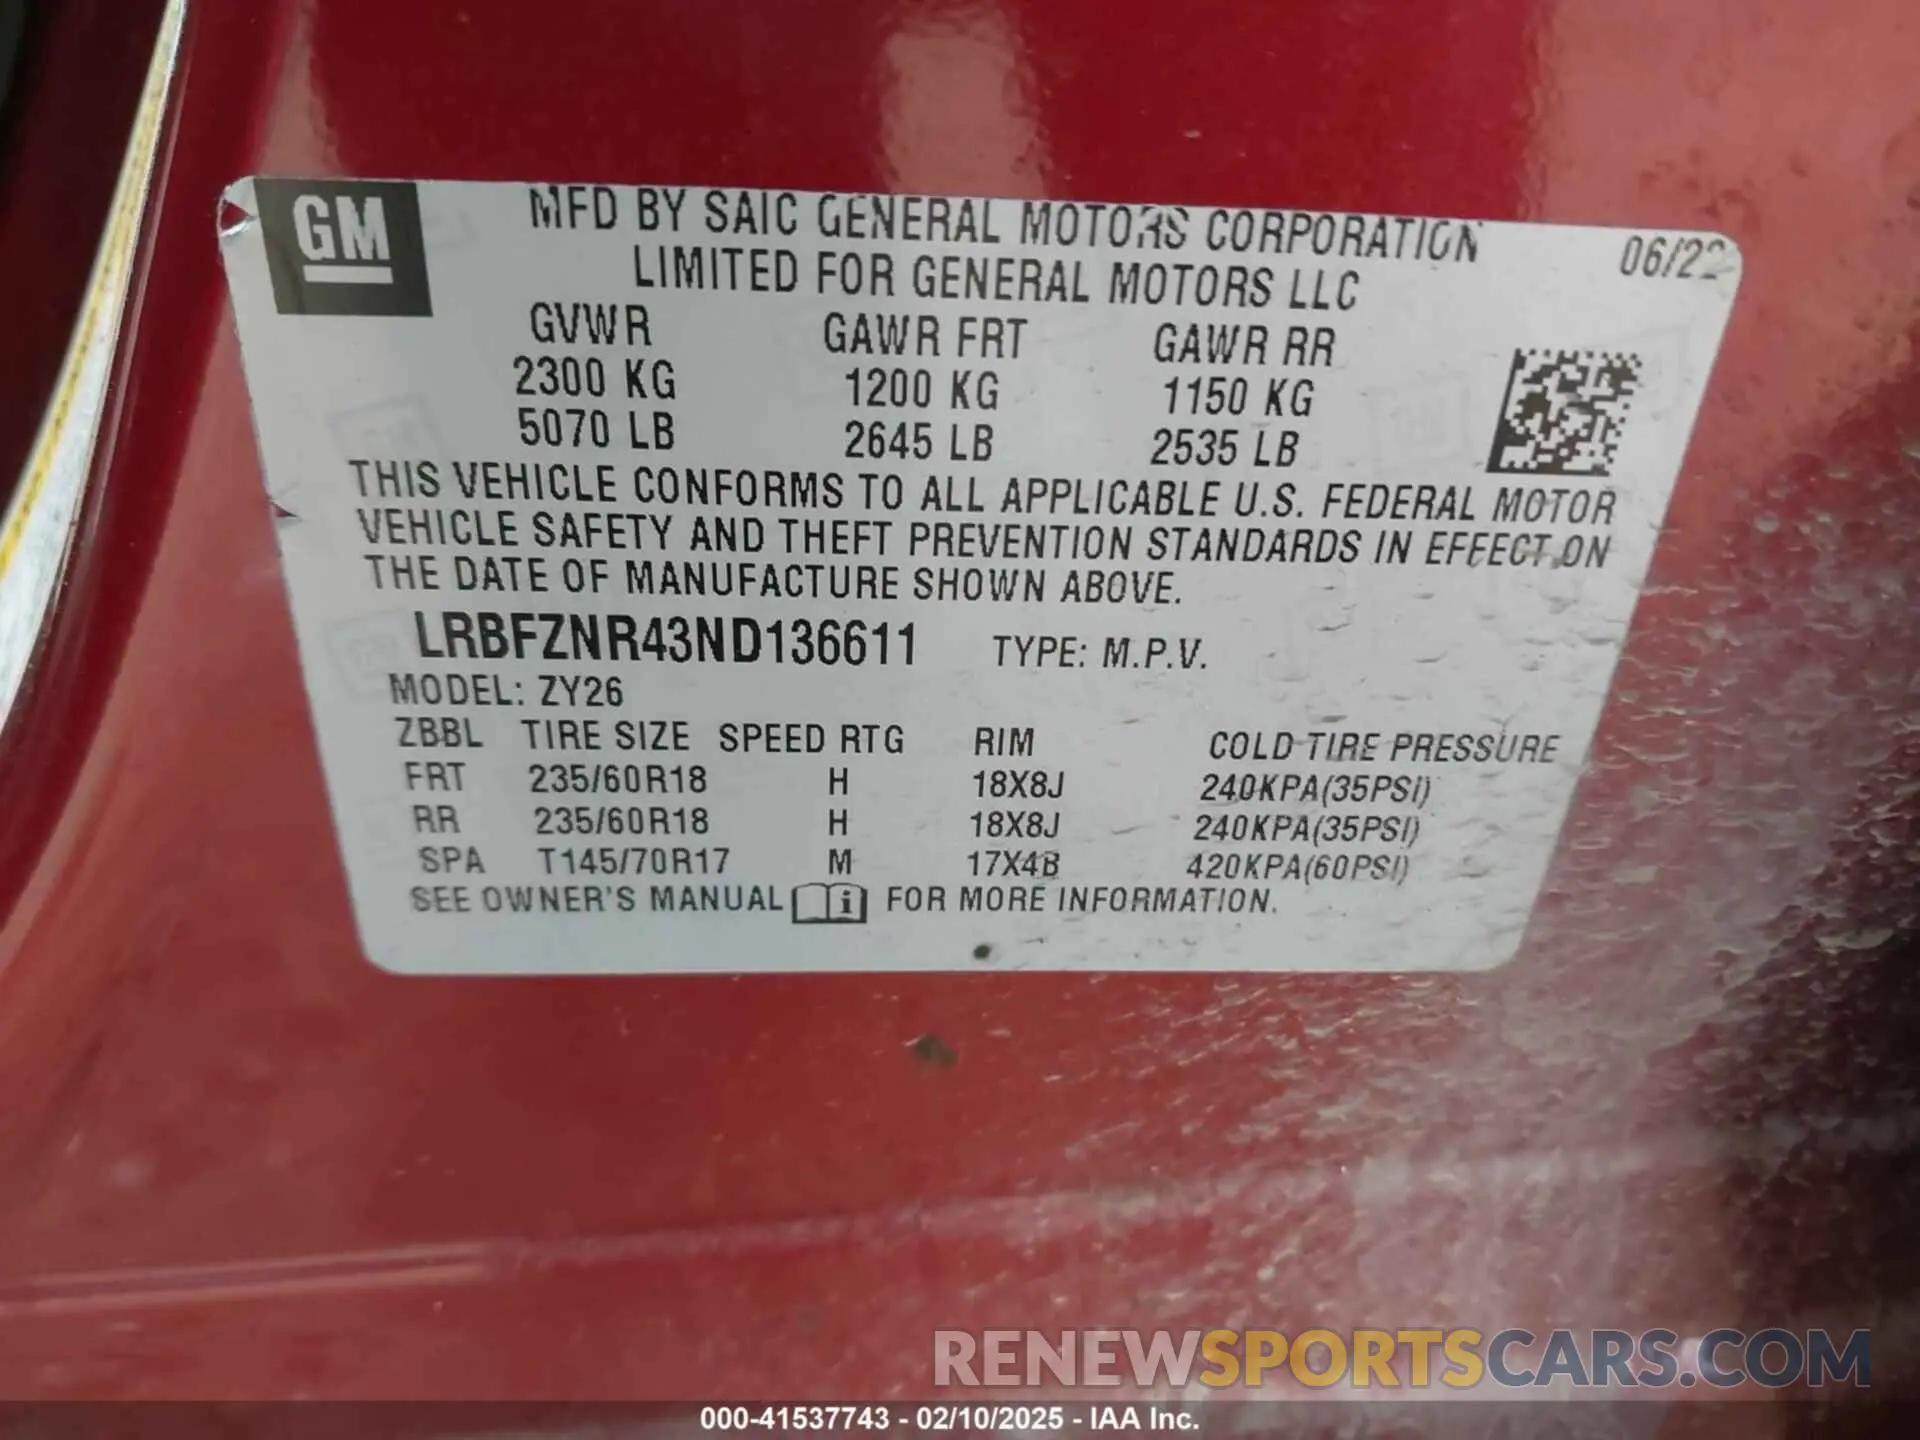 GM
MFD BY SAIC GENERAL MOTORS CORPORATION
LIMITED FOR GENERAL MOTORS LLC
06/22
GVWR GAWR FRT GAWR RR
2300 KG 1200 KG 1150 KG
5070 LB 2645 LB 2535 LB
THIS VEHICLE CONFORMS TO ALL APPLICABLE U.S. FEDERAL MOTOR
VEHICLE SAFETY AND THEFT PREVENTION STANDARDS IN EFFECT ON
THE DATE OF MANUFACTURE SHOWN ABOVE.
LRBFZNR43ND136611 TYPE: M.P.V.
MODEL: ZY26
ZBBL TIRE SIZE SPEED RTG RIM COLD TIRE PRESSURE
FRT 235/60R18 H 18X8J 240KPA(35PSI)
RR 235/60R18 H 18X8J 240KPA(35PSI)
SPA T145/70R17 M 17X4B 420KPA(60PSI)
SEE OWNER'S MANUAL i FOR MORE INFORMATION.
RENEWSPORTSCARS.COM
000-41537743 - 02/10/2025 - IAA Inc.